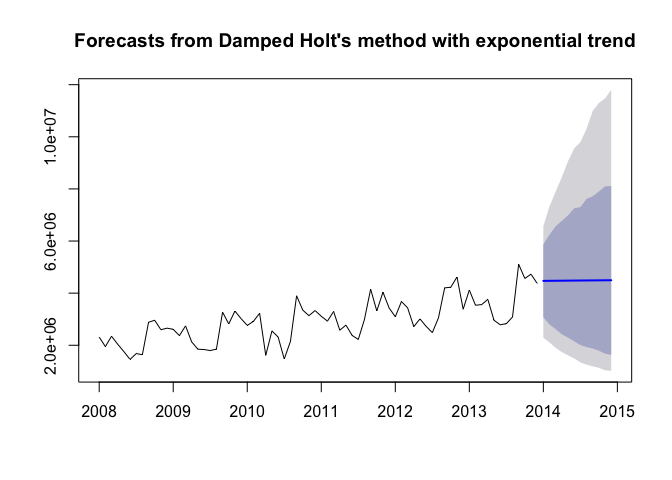 Forecasts from Damped Holt's method with exponential trend
1.0e+07
6.0e+06
2.0e+06
2008 2009 2010 2011 2012 2013 2014 2015